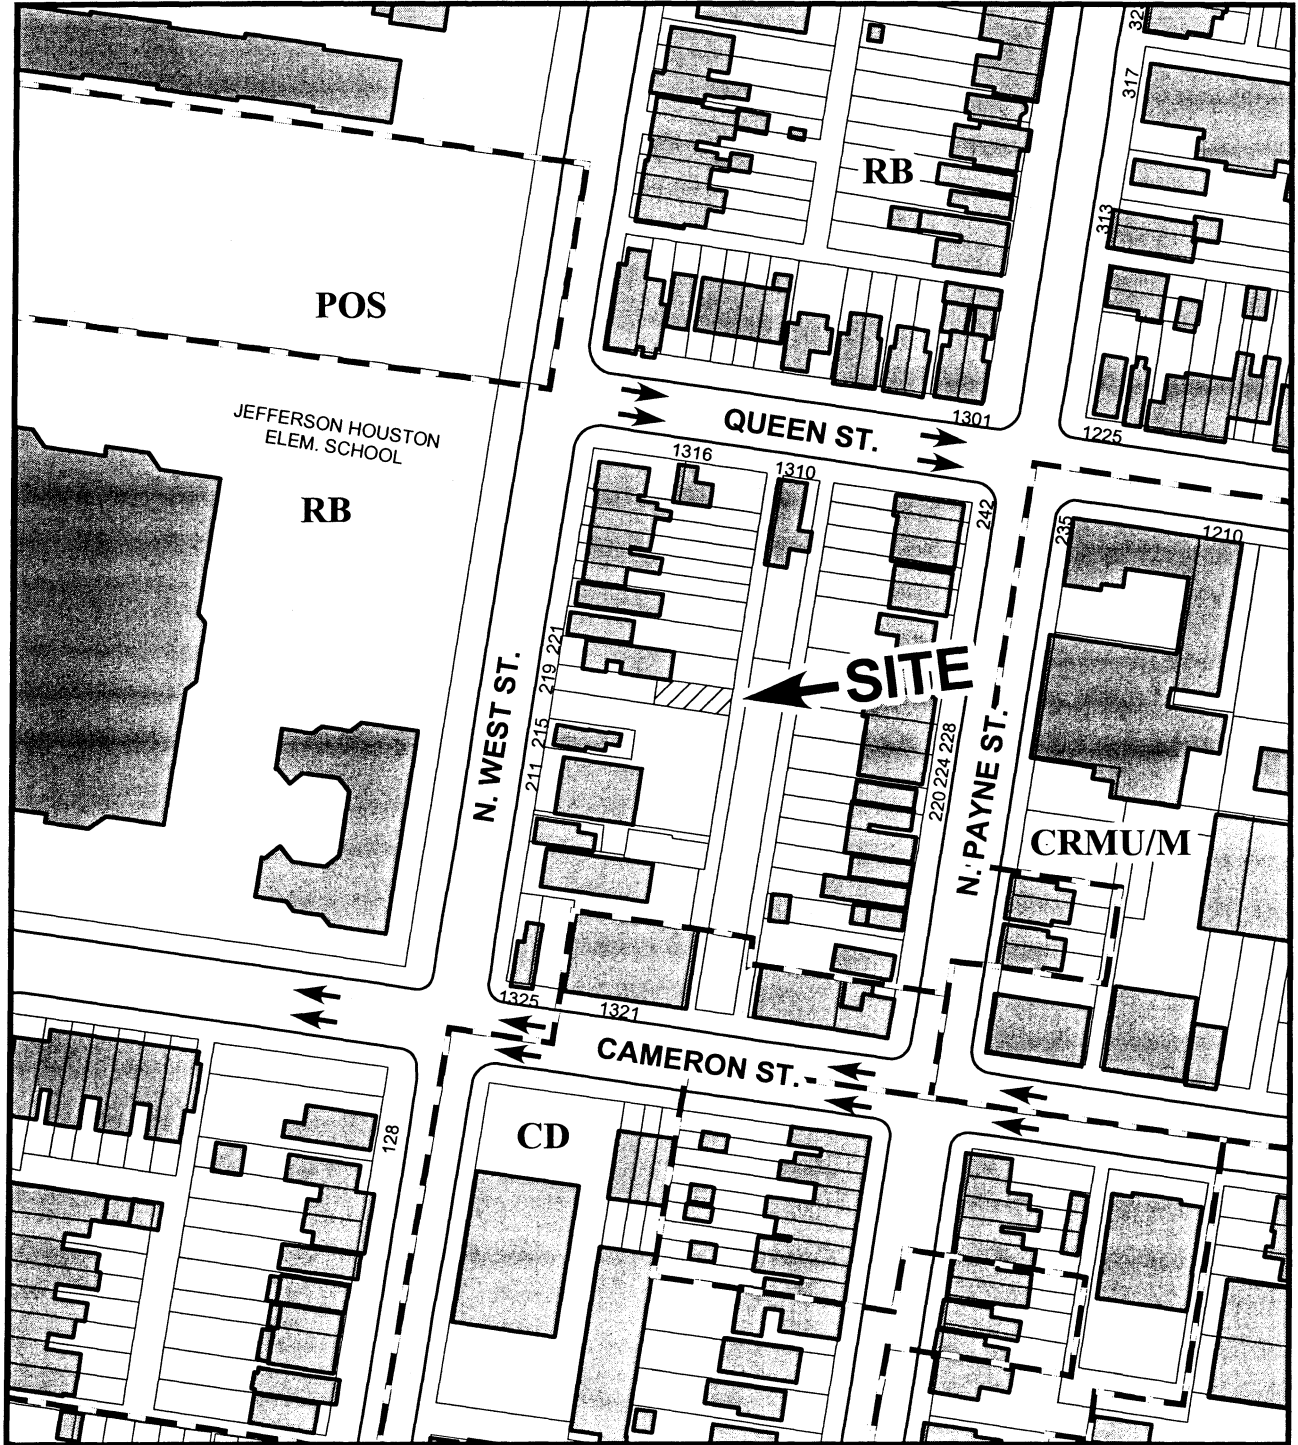 317
313
RB
POS
JEFFERSON HOUSTON
ELEM. SCHOOL
RB
QUEEN ST.
1301
1225
1316
1310
242
235
1210
221
219
215
211
N. WEST ST.
SITE
228
224
220
N. PAYNE ST.
CRMU/M
1325
1321
CAMERON ST.
128
CD